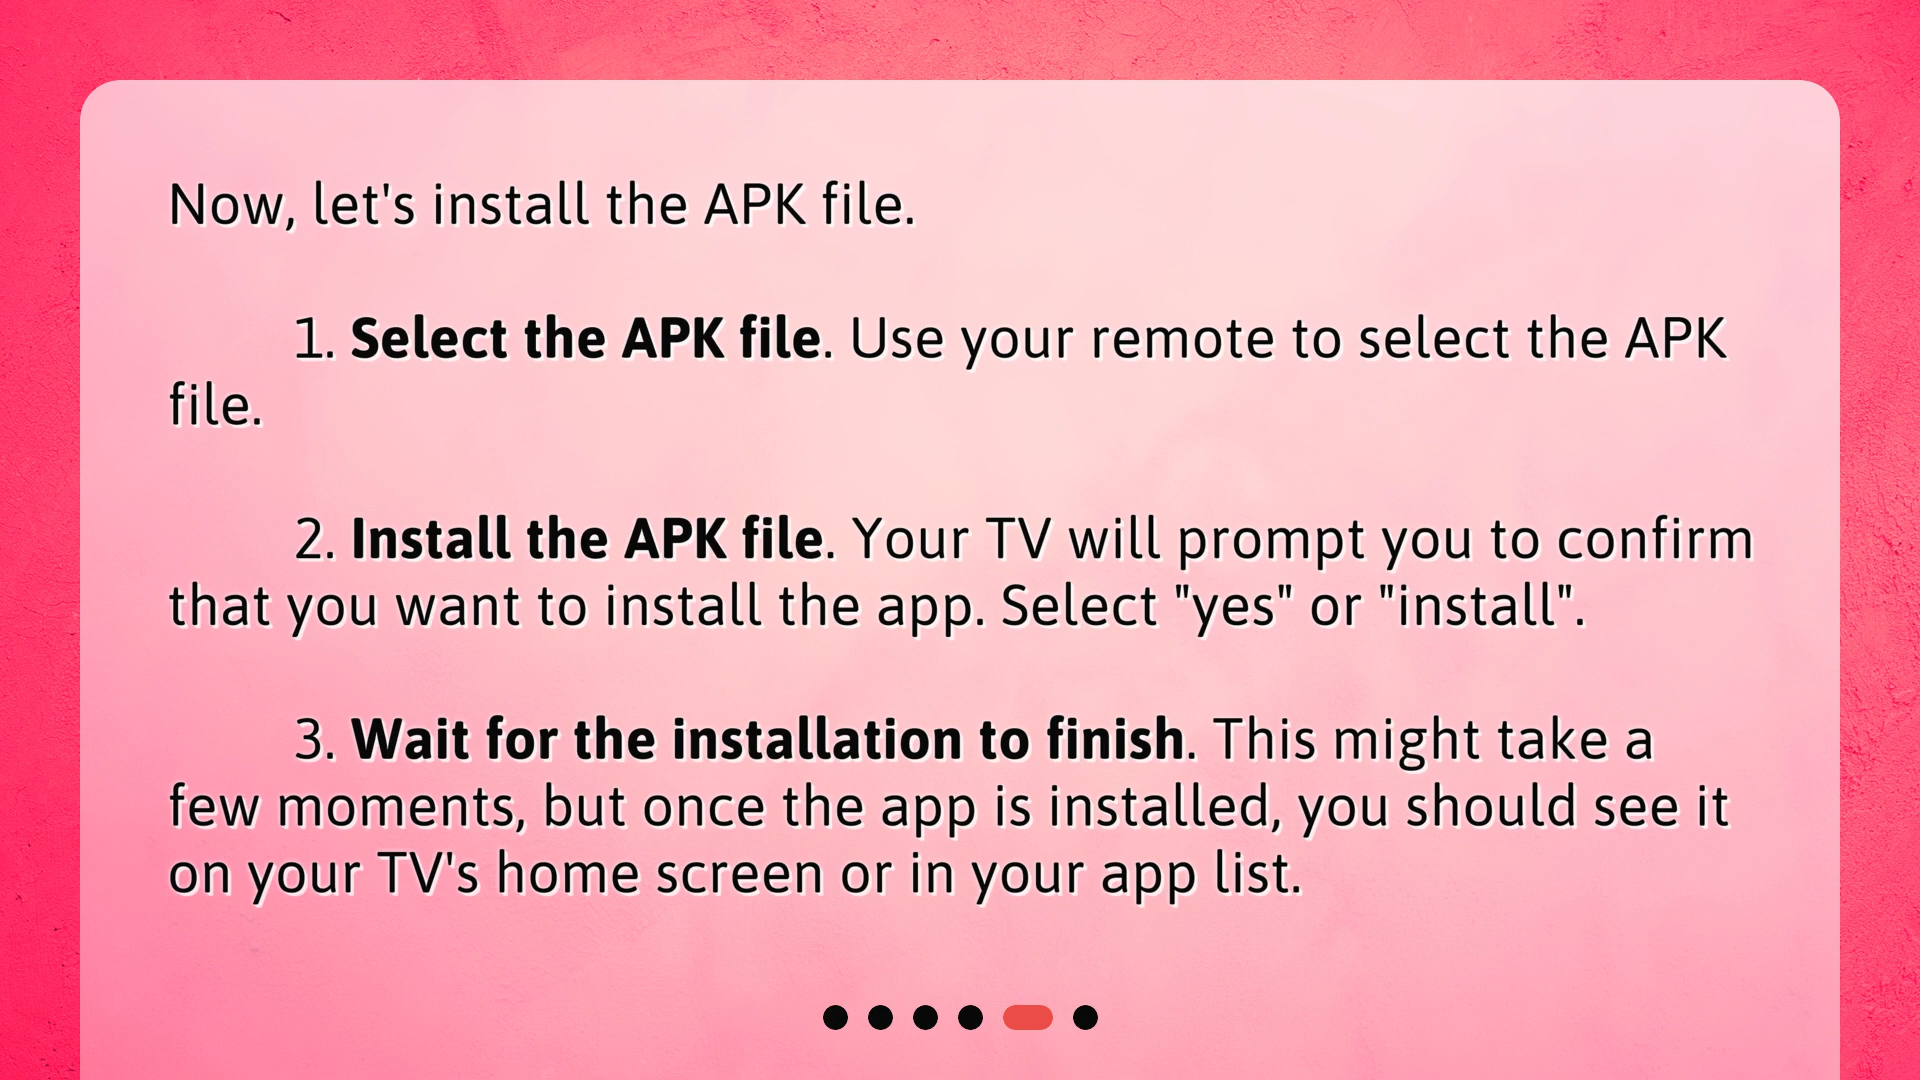 Now, let's install the APK file.
1. Select the APK file. Use your remote to select the APK
file.
2. Install the APK file. Your TV will prompt you to confirm
that you want to install the app. Select "yes" or "install".
3. Wait for the installation to finish. This might take a
few moments, but once the app is installed, you should see it
on your TV's home screen or in your app list.